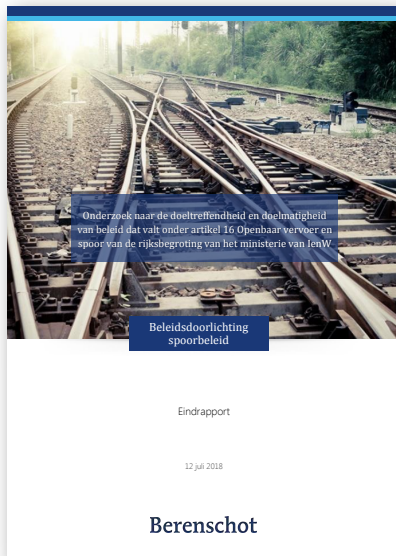 Onderzoek naar de doeltreffendheid en doelmatigheid
van beleid dat valt onder artikel 16 Openbaar vervoer en
spoor van de rijksbegroting van het ministerie van IenW
Beleidsdoorlichting
spoorbeleid
Eindrapport
12 juli 2018
Berenschot